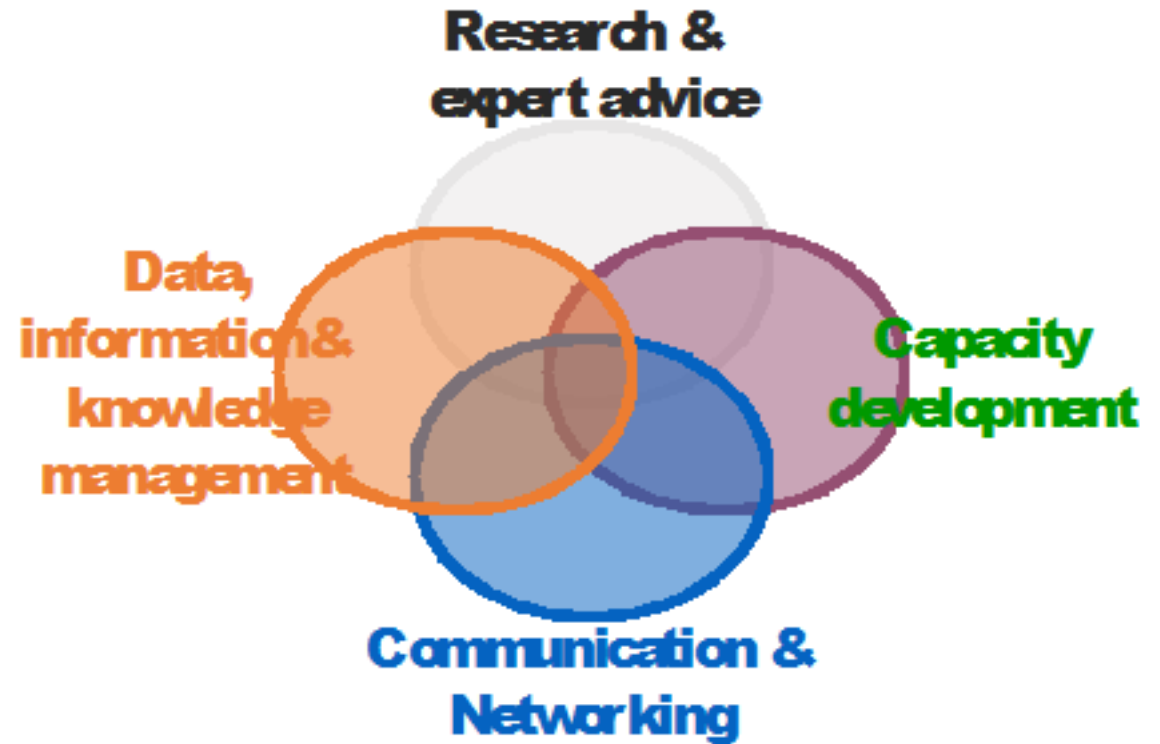 Research &
expert advice
Data,
information &
knowledge
management
Capacity
development
Communication &
Networking